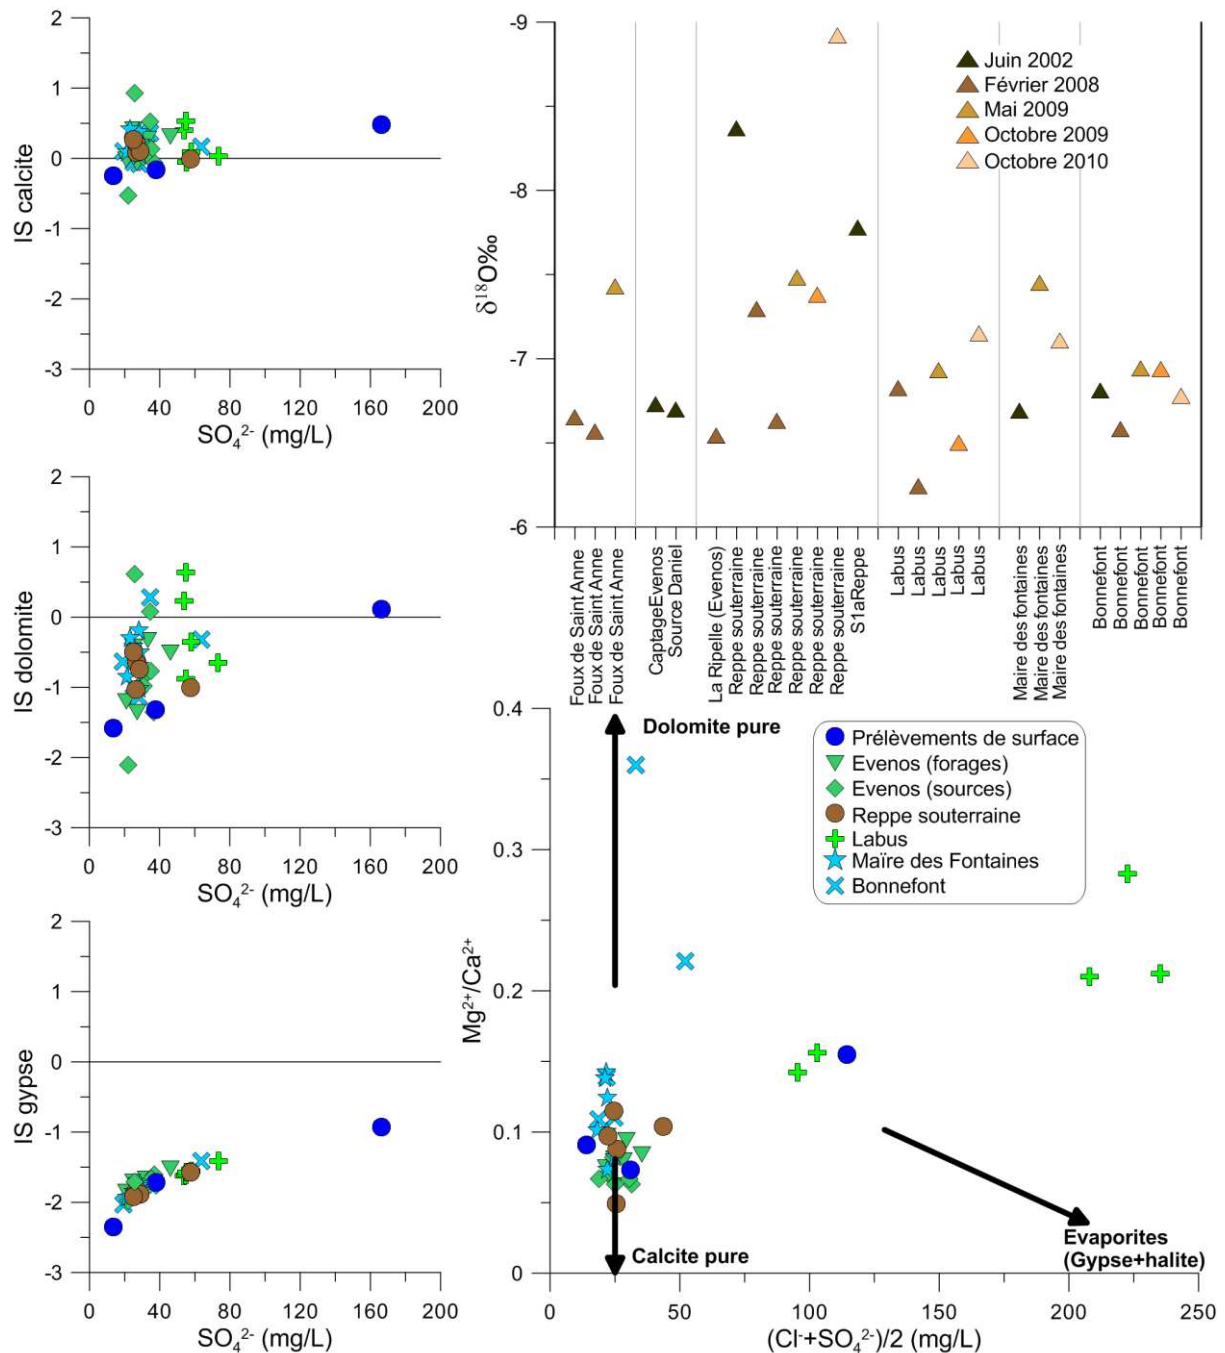 2
1
0
-1
-2
-3
IS calcite
0
40
80
120
160
200
SO₄²⁻ (mg/L)
2
1
0
-1
-2
-3
IS dolomite
0
40
80
120
160
200
SO₄²⁻ (mg/L)
2
1
0
-1
-2
-3
IS gypse
0
40
80
120
160
200
SO₄²⁻ (mg/L)
-9
-8
-7
-6
δ¹⁸O‰
Juin 2002
Février 2008
Mai 2009
Octobre 2009
Octobre 2010
Foux de Saint Anne
Foux de Saint Anne
Foux de Saint Anne
CaptageEvenos
Source Daniel
La Ripelle (Evenos)
Reppe souterraine
Reppe souterraine
Reppe souterraine
Reppe souterraine
Reppe souterraine
Reppe souterraine
S1aReppe
Labus
Labus
Labus
Labus
Labus
Maire des fontaines
Maire des fontaines
Maire des fontaines
Bonnefont
Bonnefont
Bonnefont
Bonnefont
Bonnefont
0.4
0.3
0.2
0.1
0
Mg²⁺/Ca²⁺
Dolomite pure
Prélèvements de surface
Evenos (forages)
Evenos (sources)
Reppe souterraine
Labus
Maïre des Fontaines
Bonnefont
Calcite pure
Evaporites
(Gypse+halite)
0
50
100
150
200
250
(Cl⁻+SO₄²⁻)/2 (mg/L)